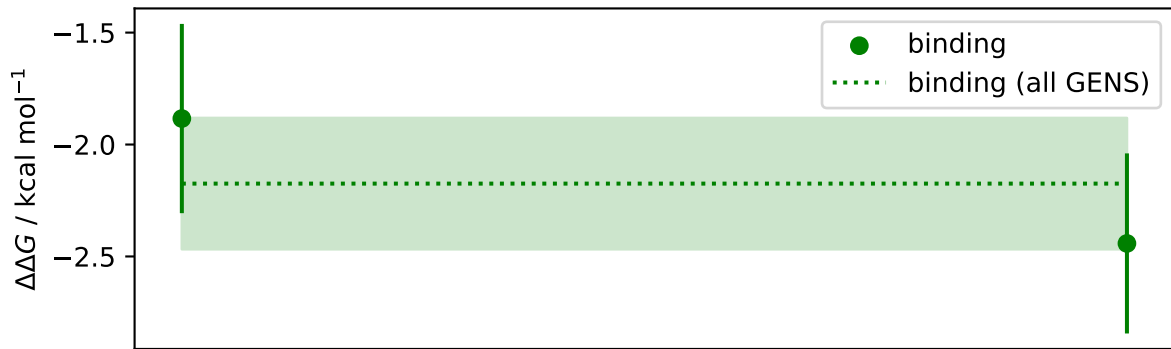 −1.5
−2.0
−2.5
ΔΔG / kcal mol⁻¹
binding
binding (all GENS)